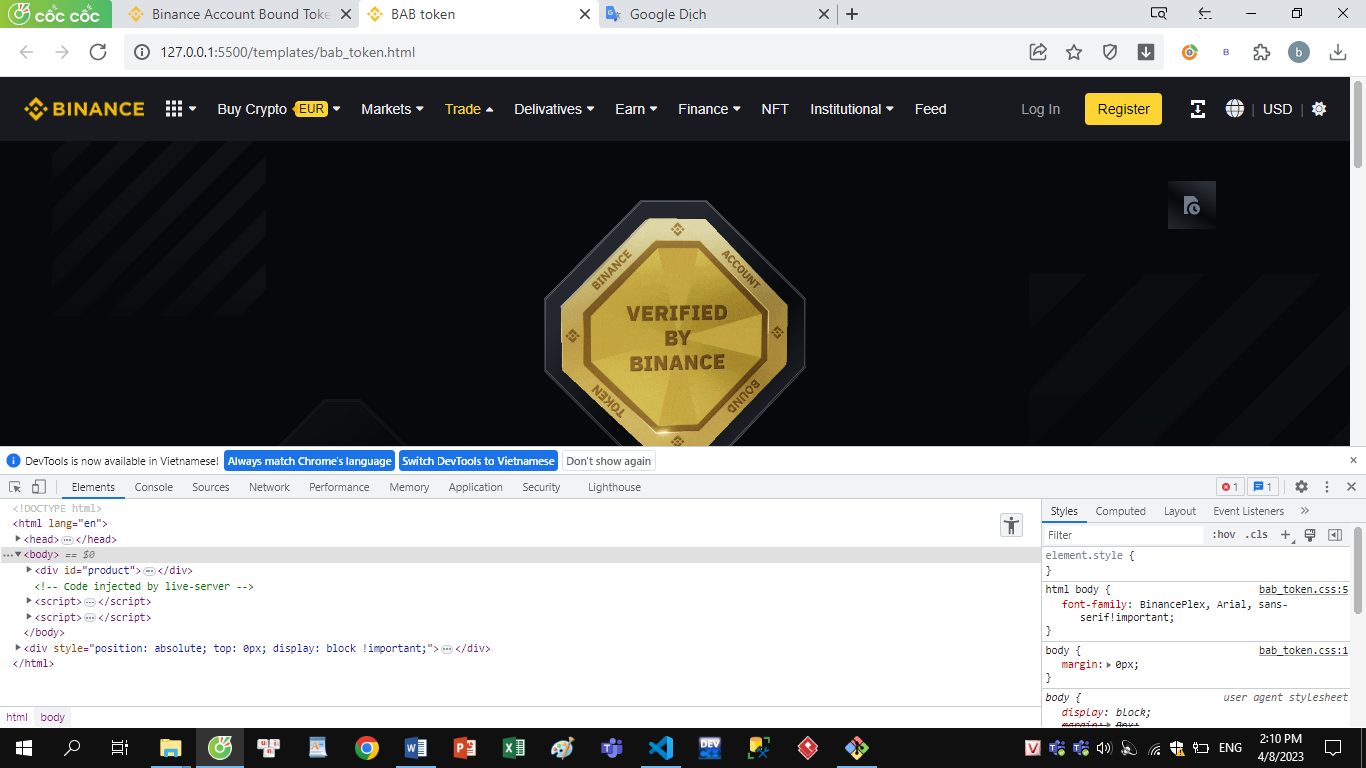 cốc cốc
Binance Account Bound Toke
BAB token
Google Dịch
127.0.0.1:5500/templates/bab_token.html
B
b
BINANCE
Buy Crypto EUR
Markets
Trade
Delivatives
Earn
Finance
NFT
Institutional
Feed
Log In
Register
USD
BINANCE
ACCOUNT
VERIFIED
BY
BINANCE
TOKEN
BOUND
DevTools is now available in Vietnamese!
Always match Chrome's language
Switch DevTools to Vietnamese
Don't show again
Elements
Console
Sources
Network
Performance
Memory
Application
Security
Lighthouse
1
1
<!DOCTYPE html>
<html lang="en">
<head>…</head>
<body> == $0
<div id="product">…</div>
<!-- Code injected by live-server -->
<script>…</script>
<script>…</script>
</body>
<div style="position: absolute; top: 0px; display: block !important;">…</div>
</html>
html body
Styles
Computed
Layout
Event Listeners
Filter
:hov .cls
element.style {
}
html body {
bab_token.css:5
font-family: BinancePlex, Arial, sans-
serif!important;
}
body {
bab_token.css:1
margin: 0px;
}
body {
user agent stylesheet
display: block;
margin: 8px;
ENG
2:10 PM
4/8/2023